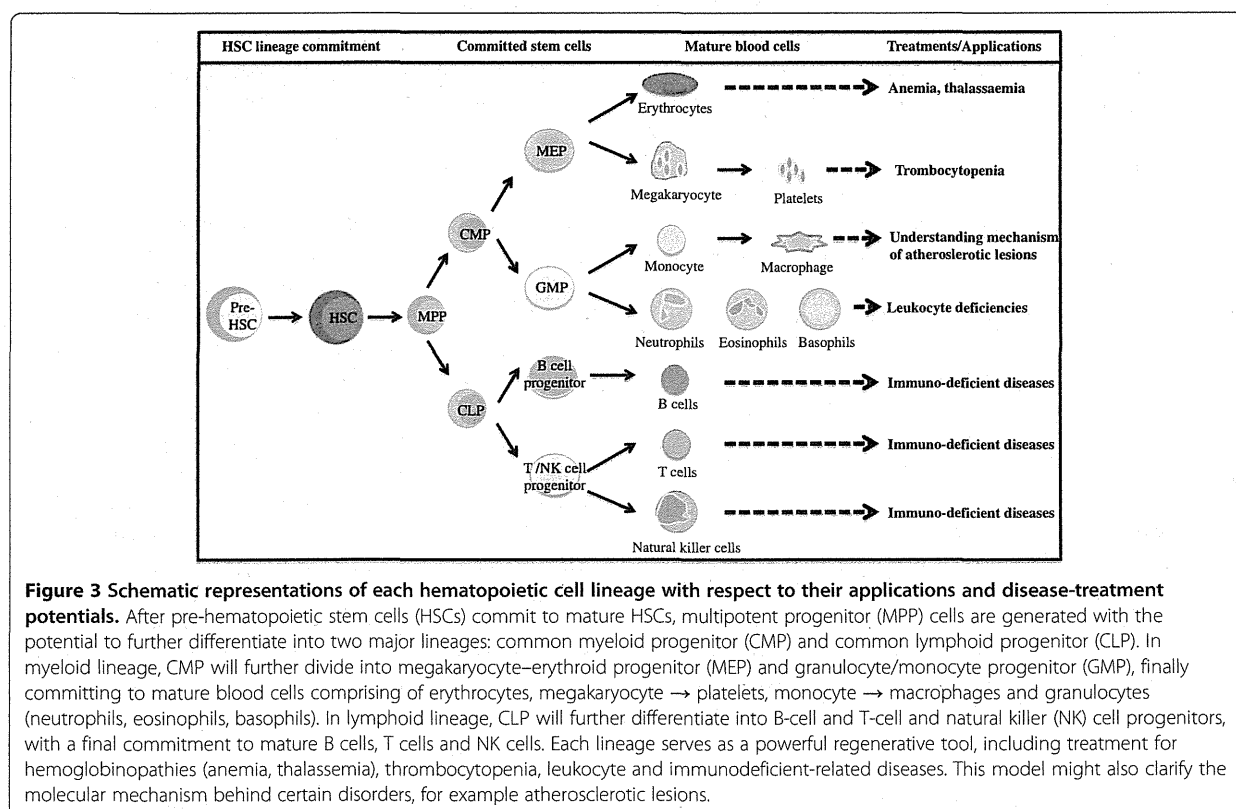 HSC lineage commitment Committed stem cells Mature blood cells Treatments/Applications
Erythrocytes
Anemia, thalassaemia
MEP
Megakaryocyte
Platelets
Trombocytopenia
CMP
Monocyte
Macrophage
Understanding mechanism
of atheroslerotic lesions
GMP
Neutrophils Eosinophils Basophils
Leukocyte deficiencies
Pre-
HSC
HSC
MPP
B cell
progenitor
B cells
Immuno-deficient diseases
CLP
T/NK cell
progenitor
T cells
Immuno-deficient diseases
Natural killer cells
Immuno-deficient diseases
Figure 3 Schematic representations of each hematopoietic cell lineage with respect to their applications and disease-treatment
potentials. After pre-hematopoietic stem cells (HSCs) commit to mature HSCs, multipotent progenitor (MPP) cells are generated with the
potential to further differentiate into two major lineages: common myeloid progenitor (CMP) and common lymphoid progenitor (CLP). In
myeloid lineage, CMP will further divide into megakaryocyte–erythroid progenitor (MEP) and granulocyte/monocyte progenitor (GMP), finally
committing to mature blood cells comprising of erythrocytes, megakaryocyte → platelets, monocyte → macrophages and granulocytes
(neutrophils, eosinophils, basophils). In lymphoid lineage, CLP will further differentiate into B-cell and T-cell and natural killer (NK) cell progenitors,
with a final commitment to mature B cells, T cells and NK cells. Each lineage serves as a powerful regenerative tool, including treatment for
hemoglobinopathies (anemia, thalassemia), thrombocytopenia, leukocyte and immunodeficient-related diseases. This model might also clarify the
molecular mechanism behind certain disorders, for example atherosclerotic lesions.